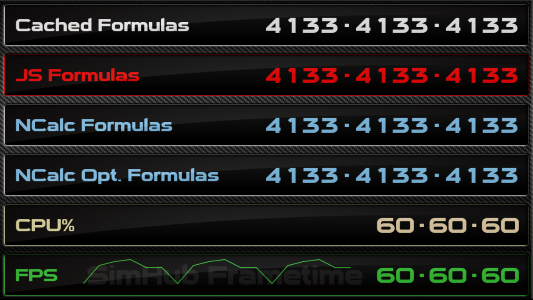 Cached Formulas 4133·4133·4133
JS Formulas 4133·4133·4133
NCalc Formulas 4133·4133·4133
NCalc Opt. Formulas 4133·4133·4133
CPU% 60·60·60
FPS SimHub Frametime 60·60·60